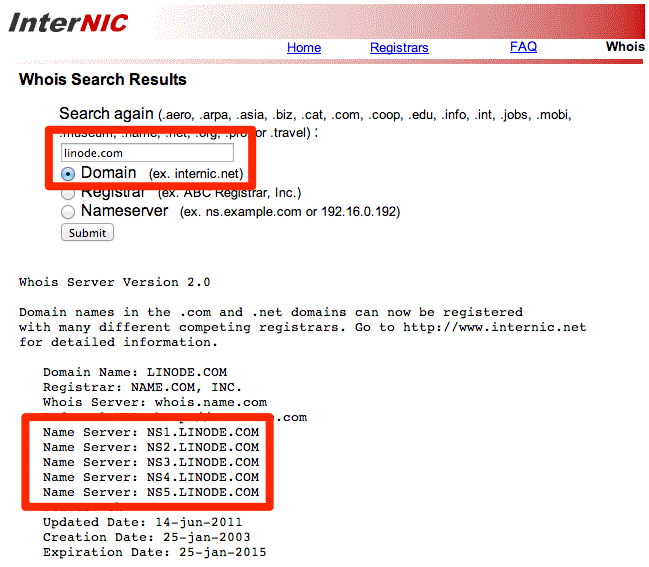 InterNIC
Home Registrars FAQ Whois
Whois Search Results
Search again (.aero, .arpa, .asia, .biz, .cat, .com, .coop, .edu, .info, .int, .jobs, .mobi,
.museum, .name, .net, .org, .pro, or .travel) :
linode.com
Domain (ex. internic.net)
Registrar (ex. ABC Registrar, Inc.)
Nameserver (ex. ns.example.com or 192.16.0.192)
Submit
Whois Server Version 2.0
Domain names in the .com and .net domains can now be registered
with many different competing registrars. Go to http://www.internic.net
for detailed information.
Domain Name: LINODE.COM
Registrar: NAME.COM, INC.
Whois Server: whois.name.com
.com
Name Server: NS1.LINODE.COM
Name Server: NS2.LINODE.COM
Name Server: NS3.LINODE.COM
Name Server: NS4.LINODE.COM
Name Server: NS5.LINODE.COM
Updated Date: 14-jun-2011
Creation Date: 25-jan-2003
Expiration Date: 25-jan-2015